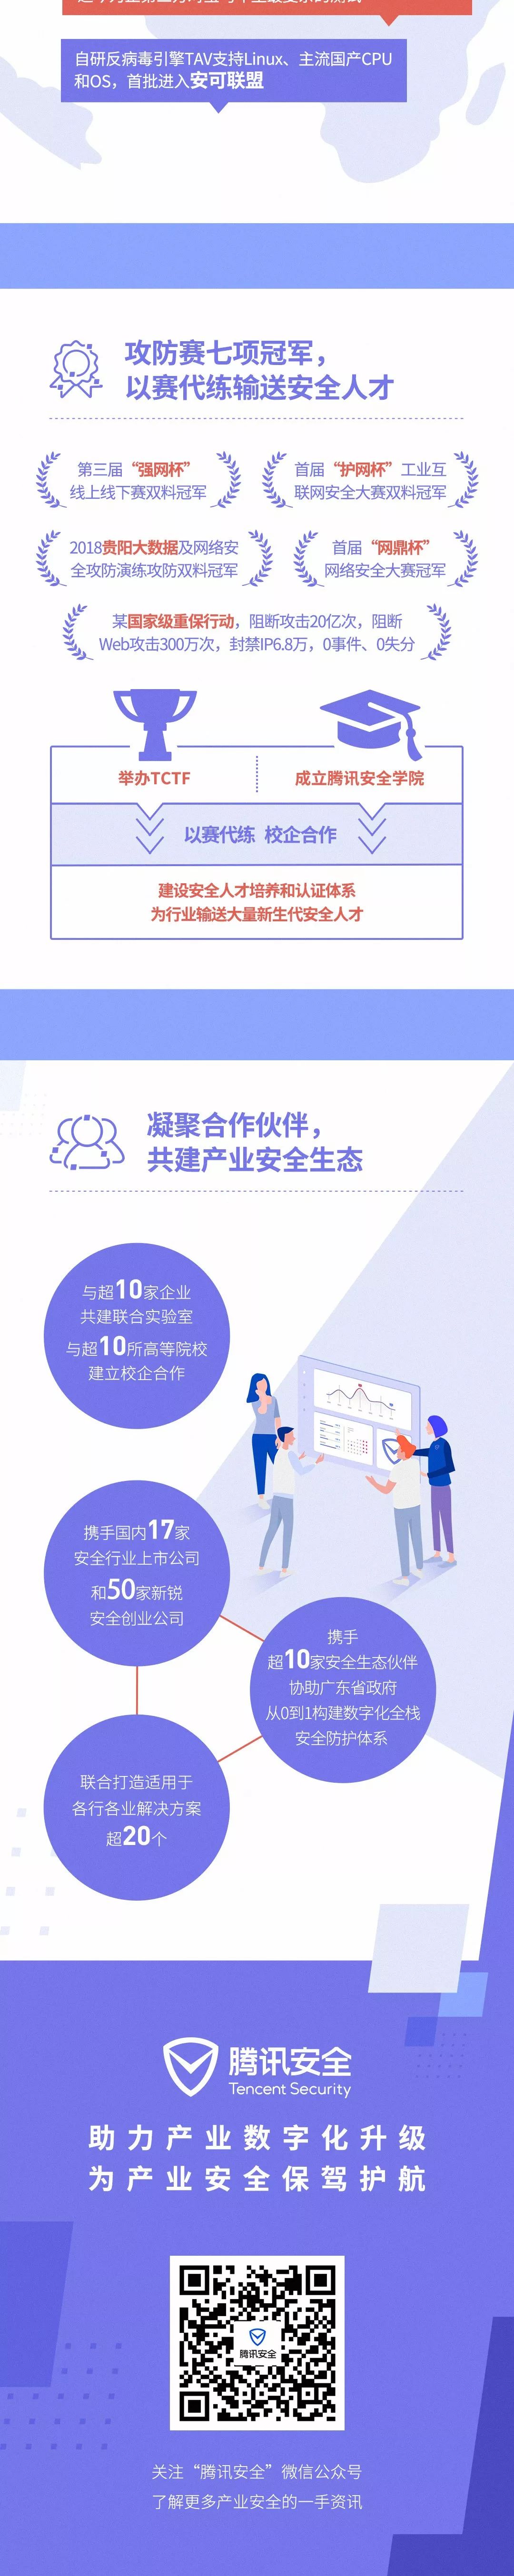 自研反病毒引擎TAV支持Linux、主流国产CPU
和OS，首批进入安可联盟
攻防赛七项冠军，
以赛代练输送安全人才
第三届“强网杯”
线上线下赛双料冠军
首届“护网杯”工业互
联网安全大赛双料冠军
2018贵阳大数据及网络安
全攻防演练攻防双料冠军
首届“网鼎杯”
网络安全大赛冠军
某国家级重保行动，阻断攻击20亿次，阻断
Web攻击300万次，封禁IP6.8万，0事件、0失分
举办TCTF
成立腾讯安全学院
以赛代练 校企合作
建设安全人才培养和认证体系
为行业输送大量新生代安全人才
凝聚合作伙伴，
共建产业安全生态
与超10家企业
共建联合实验室
与超10所高等院校
建立校企合作
携手国内17家
安全行业上市公司
和50家新锐
安全创业公司
携手
超10家安全生态伙伴
协助广东省政府
从0到1构建数字化全栈
安全防护体系
联合打造适用于
各行各业解决方案
超20个
腾讯安全
Tencent Security
助力产业数字化升级
为产业安全保驾护航
腾讯安全
关注“腾讯安全”微信公众号
了解更多产业安全的一手资讯